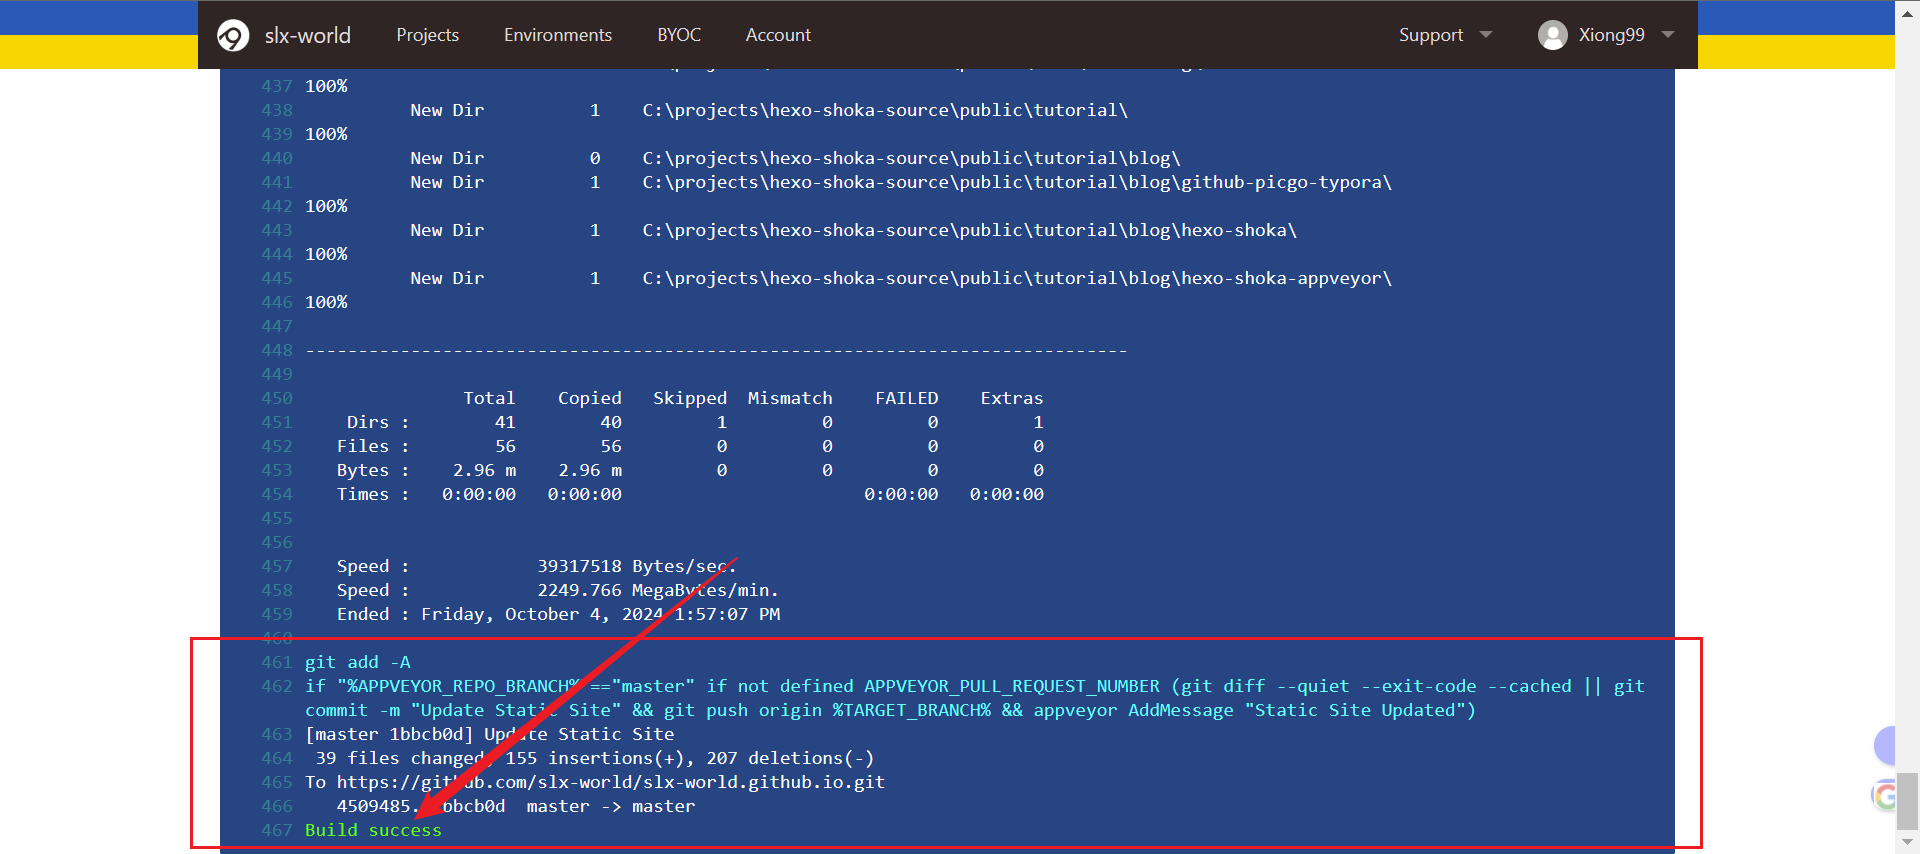 slx-world Projects Environments BYOC Account Support Xiong99
437 100%
438 New Dir 1 C:\projects\hexo-shoka-source\public\tutorial\
439 100%
440 New Dir 0 C:\projects\hexo-shoka-source\public\tutorial\blog\
441 New Dir 1 C:\projects\hexo-shoka-source\public\tutorial\blog\github-picgo-typora\
442 100%
443 New Dir 1 C:\projects\hexo-shoka-source\public\tutorial\blog\hexo-shoka\
444 100%
445 New Dir 1 C:\projects\hexo-shoka-source\public\tutorial\blog\hexo-shoka-appveyor\
446 100%
447
448 ------------------------------------------------------------------------------
449
450 Total Copied Skipped Mismatch FAILED Extras
451 Dirs : 41 40 1 0 0 1
452 Files : 56 56 0 0 0 0
453 Bytes : 2.96 m 2.96 m 0 0 0 0
454 Times : 0:00:00 0:00:00 0:00:00 0:00:00
455
456
457 Speed : 39317518 Bytes/sec.
458 Speed : 2249.766 MegaBytes/min.
459 Ended : Friday, October 4, 2024 1:57:07 PM
460
461 git add -A
462 if "%APPVEYOR_REPO_BRANCH%"=="master" if not defined APPVEYOR_PULL_REQUEST_NUMBER (git diff --quiet --exit-code --cached || git
commit -m "Update Static Site" && git push origin %TARGET_BRANCH% && appveyor AddMessage "Static Site Updated")
463 [master 1bbcb0d] Update Static Site
464 39 files changed, 155 insertions(+), 207 deletions(-)
465 To https://github.com/slx-world/slx-world.github.io.git
466 4509485..1bbcb0d master -> master
467 Build success